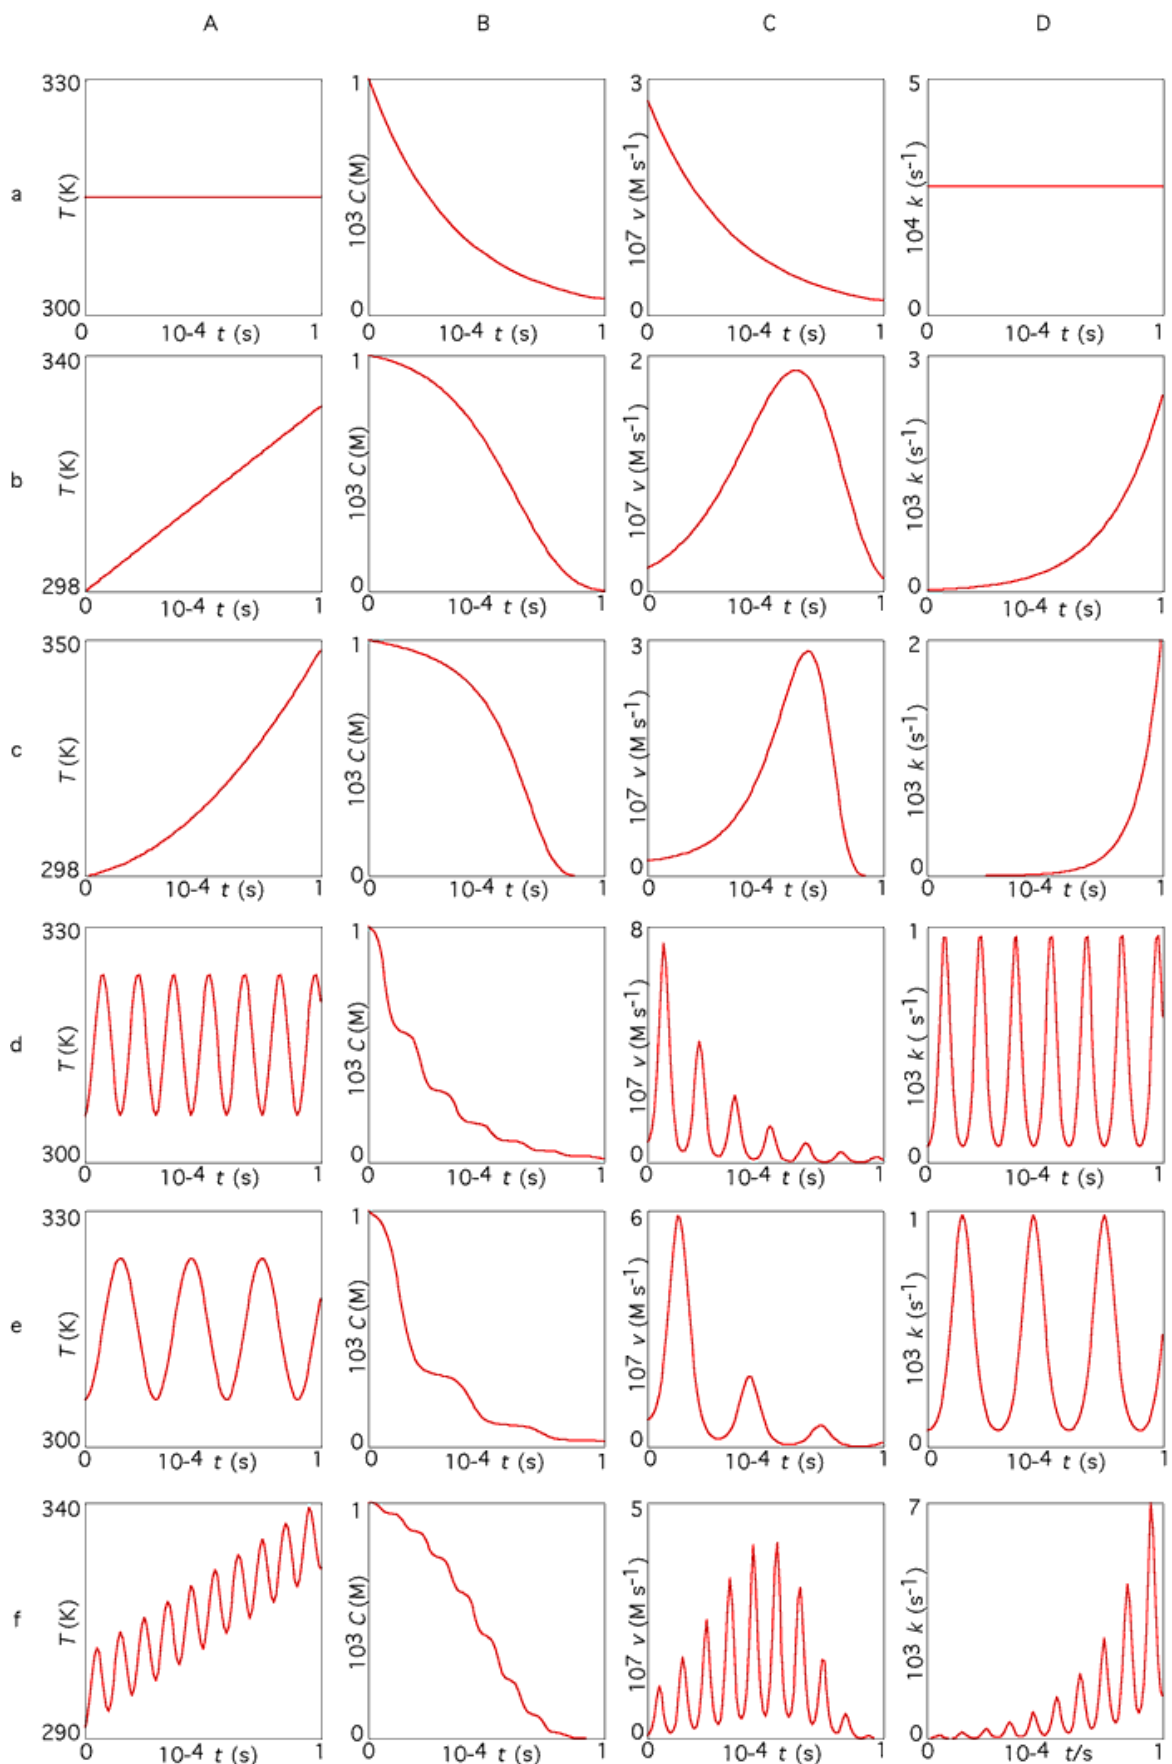 A B C D
a
330 T(K) 300 0 10-4 t (s) 1
1 10³ C (M) 0 0 10-4 t (s) 1
3 10⁷ v (M s⁻¹) 0 0 10-4 t (s) 1
5 10⁴ k (s⁻¹) 0 0 10-4 t (s) 1
b
340 T(K) 298 0 10-4 t (s) 1
1 10³ C (M) 0 0 10-4 t (s) 1
2 10⁷ v (M s⁻¹) 0 0 10-4 t (s) 1
3 10³ k (s⁻¹) 0 0 10-4 t (s) 1
c
350 T(K) 298 0 10-4 t (s) 1
1 10³ C (M) 0 0 10-4 t (s) 1
3 10⁷ v (M s⁻¹) 0 0 10-4 t (s) 1
2 10³ k (s⁻¹) 0 0 10-4 t (s) 1
d
330 T(K) 300 0 10-4 t (s) 1
1 10³ C (M) 0 0 10-4 t (s) 1
8 10⁷ v (M s⁻¹) 0 0 10-4 t (s) 1
1 10³ k ( s⁻¹) 0 0 10-4 t (s) 1
e
330 T(K) 300 0 10-4 t (s) 1
1 10³ C (M) 0 0 10-4 t (s) 1
6 10⁷ v (M s⁻¹) 0 0 10-4 t (s) 1
1 10³ k (s⁻¹) 0 0 10-4 t (s) 1
f
340 T(K) 290 0 10-4 t (s) 1
1 10³ C (M) 0 0 10-4 t (s) 1
5 10⁷ v (M s⁻¹) 0 0 10-4 t (s) 1
7 10³ k (s⁻¹) 0 0 10-4 t/s 1